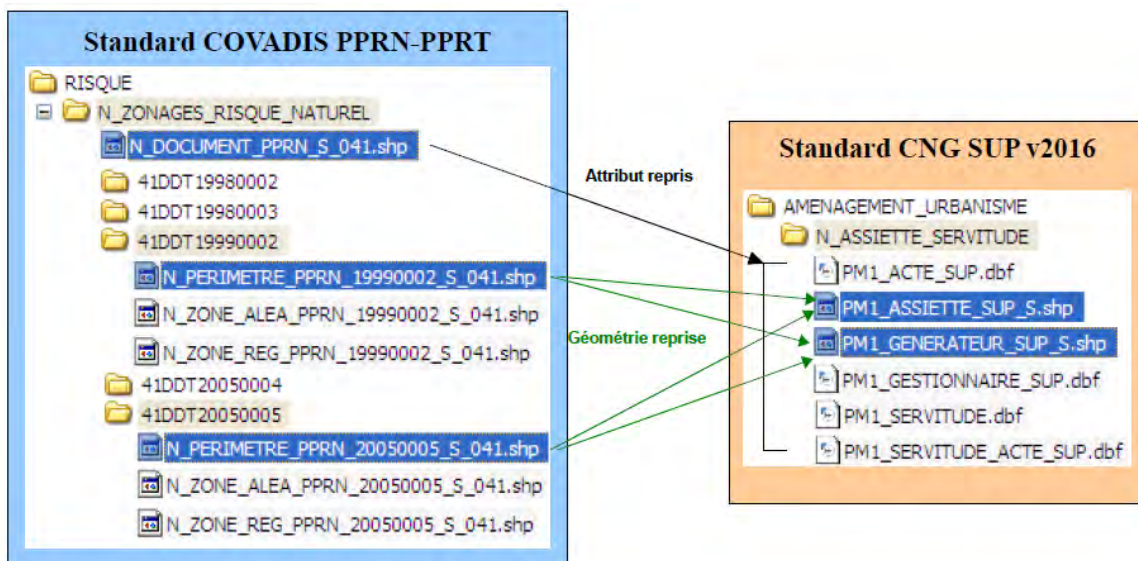 Standard COVADIS PPRN-PPRT
RISQUE
N_ZONAGES_RISQUE_NATUREL
N_DOCUMENT_PPRN_S_041.shp
41DDT19980002
41DDT19980003
41DDT19990002
N_PERIMETRE_PPRN_19990002_S_041.shp
N_ZONE_ALEA_PPRN_19990002_S_041.shp
N_ZONE_REG_PPRN_19990002_S_041.shp
41DDT20050004
41DDT20050005
N_PERIMETRE_PPRN_20050005_S_041.shp
N_ZONE_ALEA_PPRN_20050005_S_041.shp
N_ZONE_REG_PPRN_20050005_S_041.shp
Attribut repris
Géométrie reprise
Standard CNG SUP v2016
AMENAGEMENT_URBANISME
N_ASSIETTE_SERVITUDE
PM1_ACTE_SUP.dbf
PM1_ASSIETTE_SUP_S.shp
PM1_GENERATEUR_SUP_S.shp
PM1_GESTIONNAIRE_SUP.dbf
PM1_SERVITUDE.dbf
PM1_SERVITUDE_ACTE_SUP.dbf